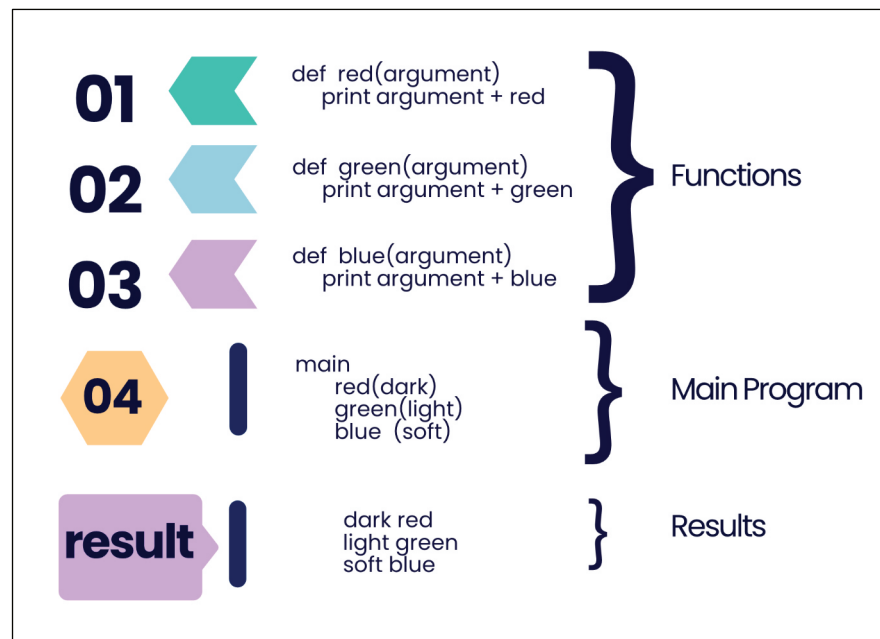 01
def red(argument)
print argument + red
02
def green(argument)
print argument + green
03
def blue(argument)
print argument + blue
Functions
04
main
red(dark)
green(light)
blue (soft)
Main Program
result
dark red
light green
soft blue
Results